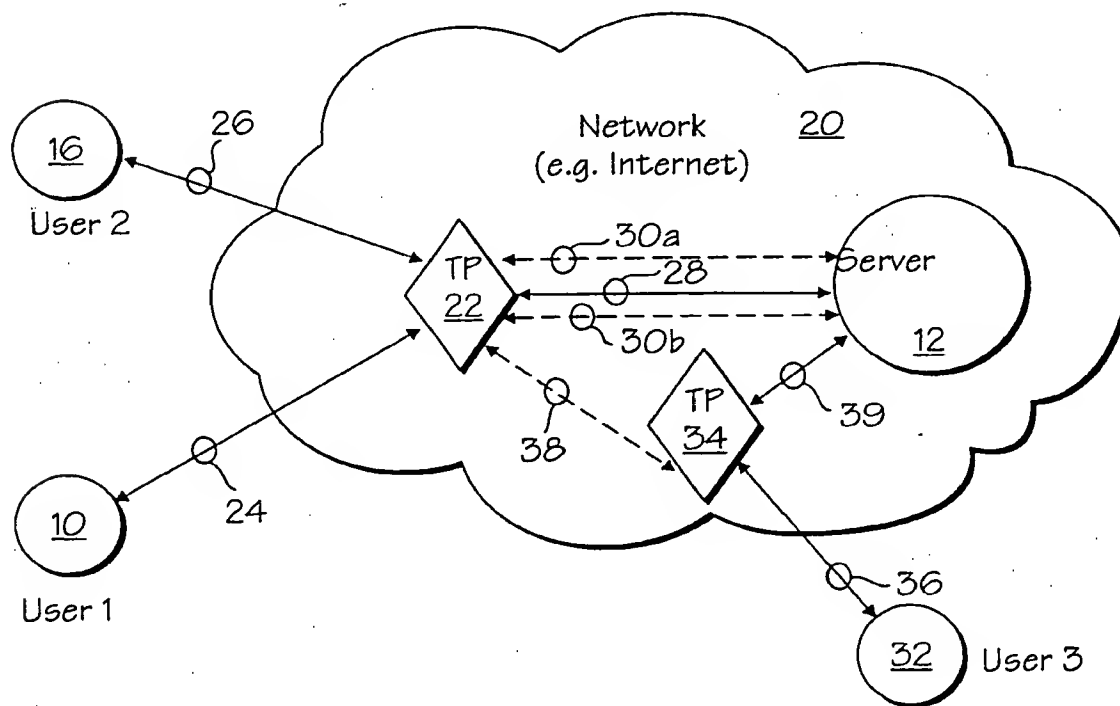 Network
(e.g. Internet)
20
26
16
User 2
30a
TP
22
28
Server
30b
12
TP
34
38
39
24
10
User 1
36
32
User 3